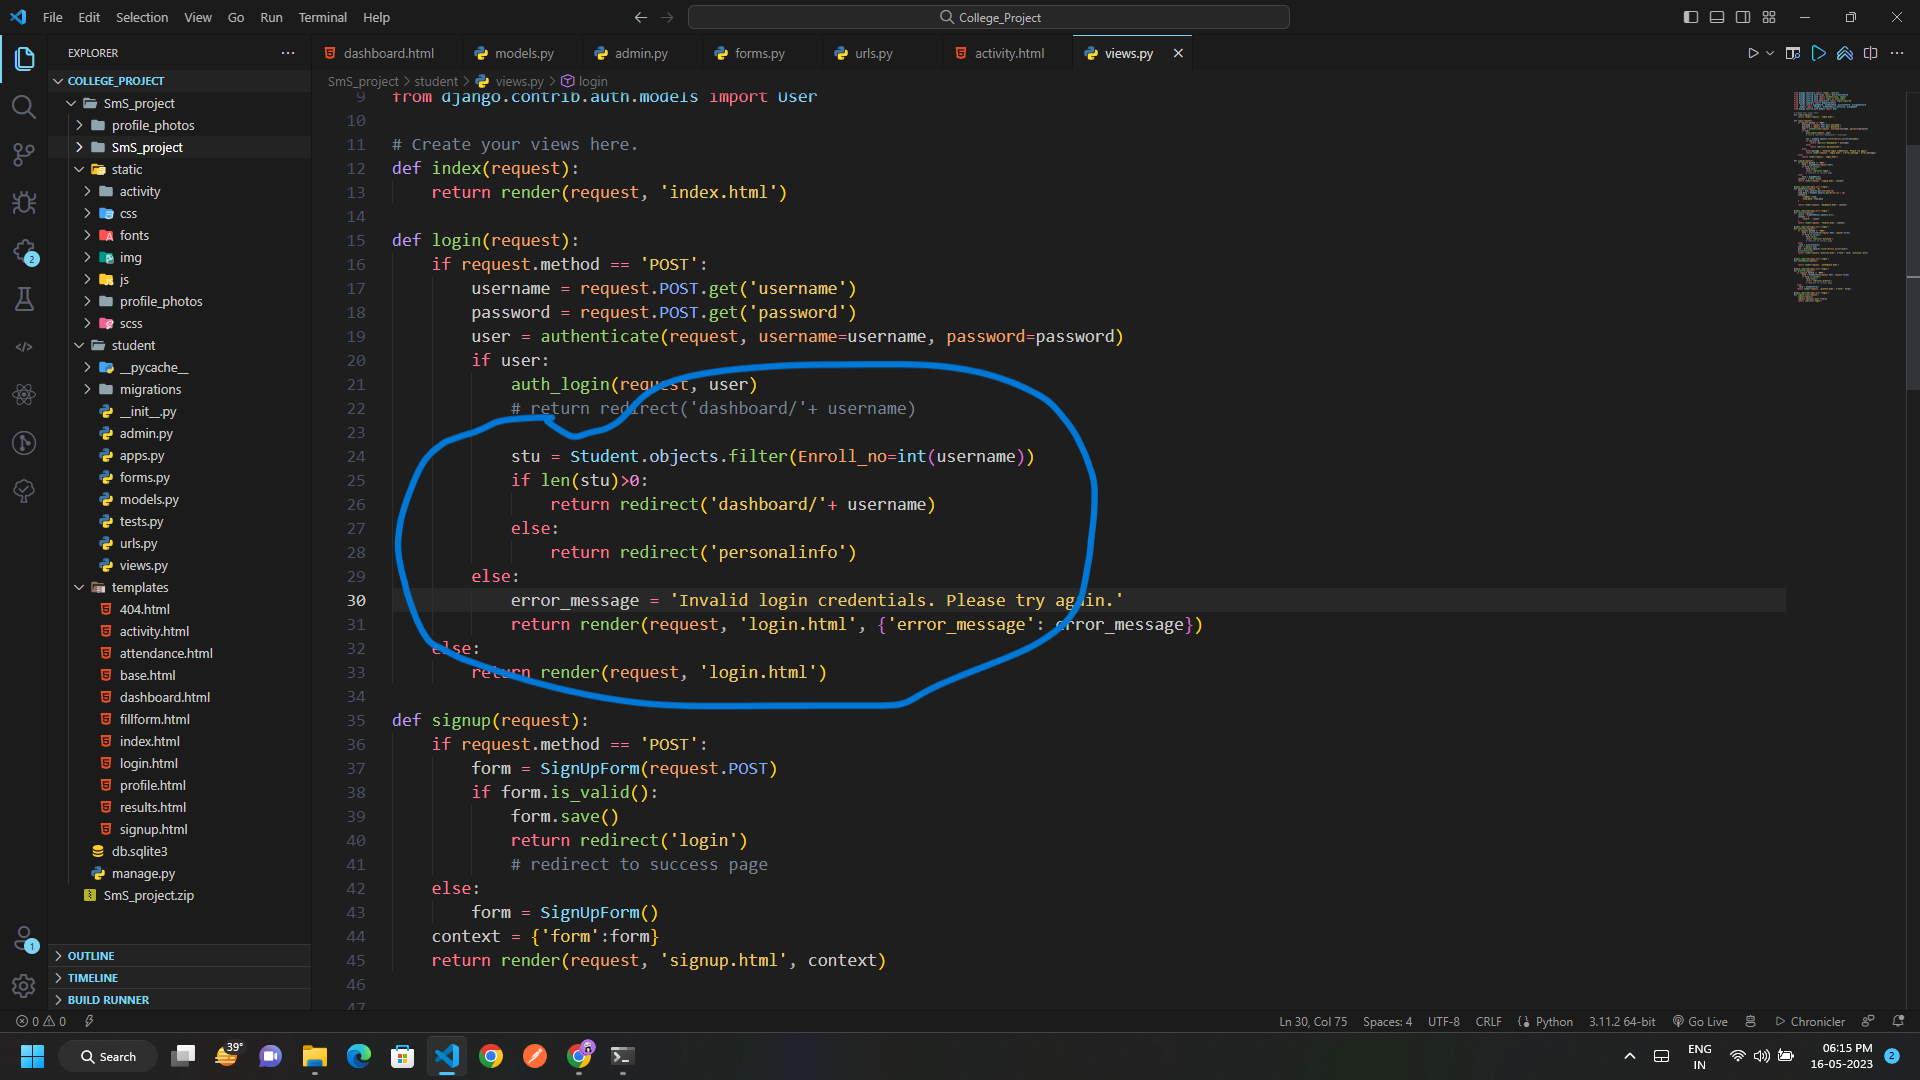 File Edit Selection View Go Run Terminal Help
College_Project
EXPLORER
COLLEGE_PROJECT
SmS_project
profile_photos
SmS_project
static
activity
css
fonts
img
js
profile_photos
scss
student
__pycache__
migrations
__init__.py
admin.py
apps.py
forms.py
models.py
tests.py
urls.py
views.py
templates
404.html
activity.html
attendance.html
base.html
dashboard.html
fillform.html
index.html
login.html
profile.html
results.html
signup.html
db.sqlite3
manage.py
SmS_project.zip
OUTLINE
TIMELINE
BUILD RUNNER
2
1
dashboard.html models.py admin.py forms.py urls.py activity.html views.py
SmS_project > student > views.py > login
9 from django.contrib.auth.models import User
10
11 # Create your views here.
12 def index(request):
13 return render(request, 'index.html')
14
15 def login(request):
16 if request.method == 'POST':
17 username = request.POST.get('username')
18 password = request.POST.get('password')
19 user = authenticate(request, username=username, password=password)
20 if user:
21 auth_login(request, user)
22 # return redirect('dashboard/'+ username)
23
24 stu = Student.objects.filter(Enroll_no=int(username))
25 if len(stu)>0:
26 return redirect('dashboard/'+ username)
27 else:
28 return redirect('personalinfo')
29 else:
30 error_message = 'Invalid login credentials. Please try again.'
31 return render(request, 'login.html', {'error_message': error_message})
32 else:
33 return render(request, 'login.html')
34
35 def signup(request):
36 if request.method == 'POST':
37 form = SignUpForm(request.POST)
38 if form.is_valid():
39 form.save()
40 return redirect('login')
41 # redirect to success page
42 else:
43 form = SignUpForm()
44 context = {'form':form}
45 return render(request, 'signup.html', context)
46
47
0 0 Ln 30, Col 75 Spaces: 4 UTF-8 CRLF Python 3.11.2 64-bit Go Live Chronicler
Search 39° ENG IN 06:15 PM 16-05-2023 2